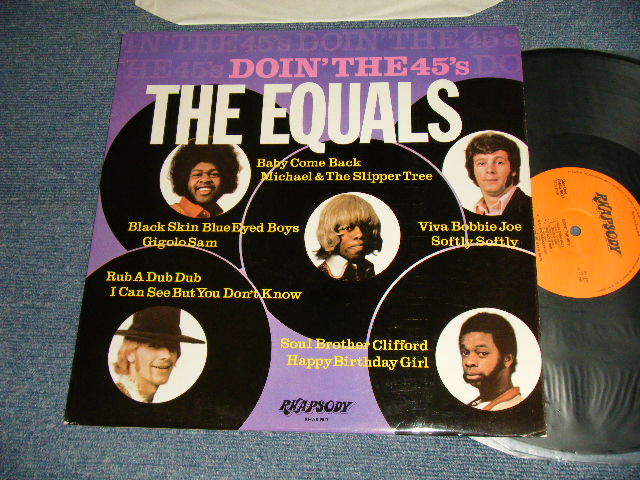 DOIN' THE 45's DOIN' THE 45's
THE 45's DOIN' THE 45's DO
THE EQUALS
Baby Come Back
Michael & The Slipper Tree
Black Skin Blue Eyed Boys
Gigolo Sam
Viva Bobbie Joe
Softly Softly
Rub A Dub Dub
I Can See But You Don't Know
Soul Brother Clifford
Happy Birthday Girl
RHAPSODY
RHAPSODY